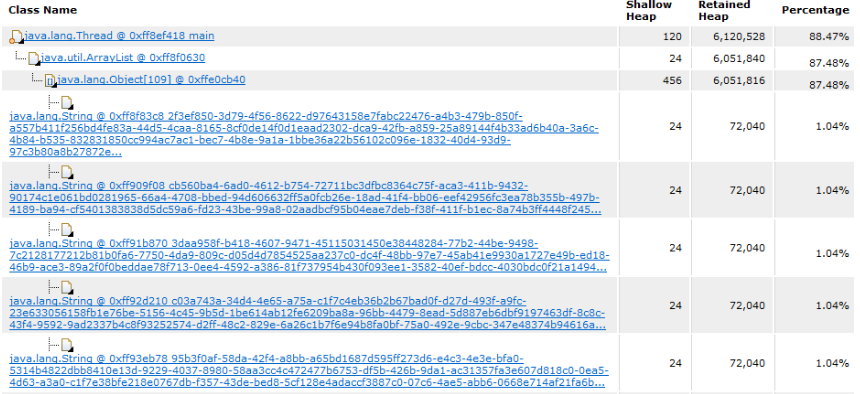 Class Name
Shallow Heap
Retained Heap
Percentage
java.lang.Thread @ 0xff8ef418 main 120 6,120,528 88.47%
java.util.ArrayList @ 0xff8f0630 24 6,051,840 87.48%
java.lang.Object[109] @ 0xffe0cb40 456 6,051,816 87.48%
java.lang.String @ 0xff8f83c8 2f3ef850-3d79-4f56-8622-d97643158e7fabc22476-a4b3-479b-850f-
a557b411f256bd4fe83a-44d5-4caa-8165-8cf0de14f0d1eaad2302-dca9-42fb-a859-25a89144f4b33ad6b40a-3a6c-
4b84-b535-832831850cc994ac7ac1-bec7-4b8e-9a1a-1bbe36a22b56102c096e-1832-40d4-93d9-
97c3b80a8b27872e... 24 72,040 1.04%
java.lang.String @ 0xff909f08 cb560ba4-6ad0-4612-b754-72711bc3dfbc8364c75f-aca3-411b-9432-
90174c1e061bd0281965-66a4-4708-bbed-94d606632ff5a0fcb26e-18ad-41f4-bb06-eef42956fc3ea78b355b-497b-
4189-ba94-cf5401383838d5dc59a6-fd23-43be-99a8-02aadbcf95b04eae7deb-f38f-411f-b1ec-8a74b3ff4448f245... 24 72,040 1.04%
java.lang.String @ 0xff91b870 3daa958f-b418-4607-9471-45115031450e38448284-77b2-44be-9498-
7c2128177212b81b0fa6-7750-4da9-809c-d05d4d7854525aa237c0-dc4f-48bb-97e7-45ab41e9930a1727e49b-ed18-
46b9-ace3-89a2f0f0beddae78f713-0ee4-4592-a386-81f737954b430f093ee1-3582-40ef-bdcc-4030bdc0f21a1494... 24 72,040 1.04%
java.lang.String @ 0xff92d210 c03a743a-34d4-4e65-a75a-c1f7c4eb36b2b67bad0f-d27d-493f-a9fc-
23e633056158fb1e76be-5156-4c45-9b5d-1be614ab12fe6209ba8a-96bb-4479-8ead-5d887eb6dbf9197463df-8c8c-
43f4-9592-9ad2337b4c8f93252574-d2ff-48c2-829e-6a26c1b7f6e94b8fa0bf-75a0-492e-9cbc-347e48374b94616a... 24 72,040 1.04%
java.lang.String @ 0xff93eb78 95b3f0af-58da-42f4-a8bb-a65bd1687d595ff273d6-e4c3-4e3e-bfa0-
5314b4822dbb8410e13d-9229-4037-8980-58aa3cc4c472477b6753-df5b-426b-9da1-ac31357fa3e607d818c0-0ea5-
4d63-a3a0-c1f7e38bfe218e0767db-f357-43de-bed8-5cf128e4adaccf3887c0-07c6-4ae5-abb6-0668e714af21fa6b... 24 72,040 1.04%